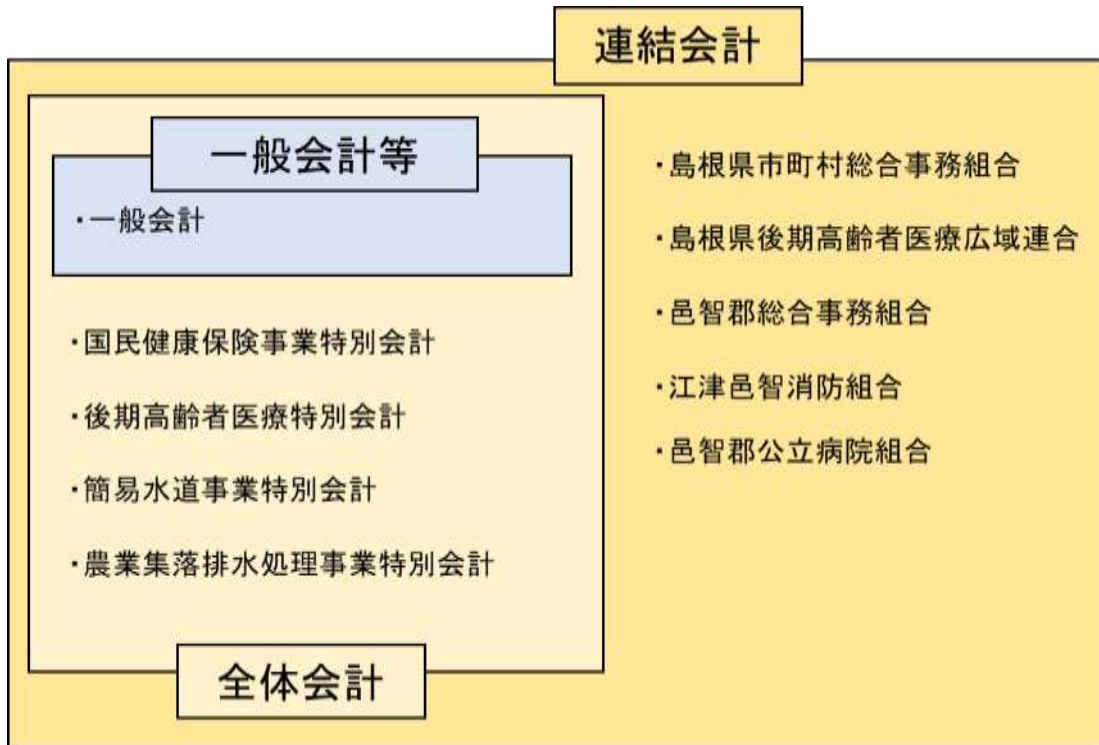 連結会計
一般会計等
・一般会計
・国民健康保険事業特別会計
・後期高齢者医療特別会計
・簡易水道事業特別会計
・農業集落排水処理事業特別会計
全体会計
・島根県市町村総合事務組合
・島根県後期高齢者医療広域連合
・邑智郡総合事務組合
・江津邑智消防組合
・邑智郡公立病院組合